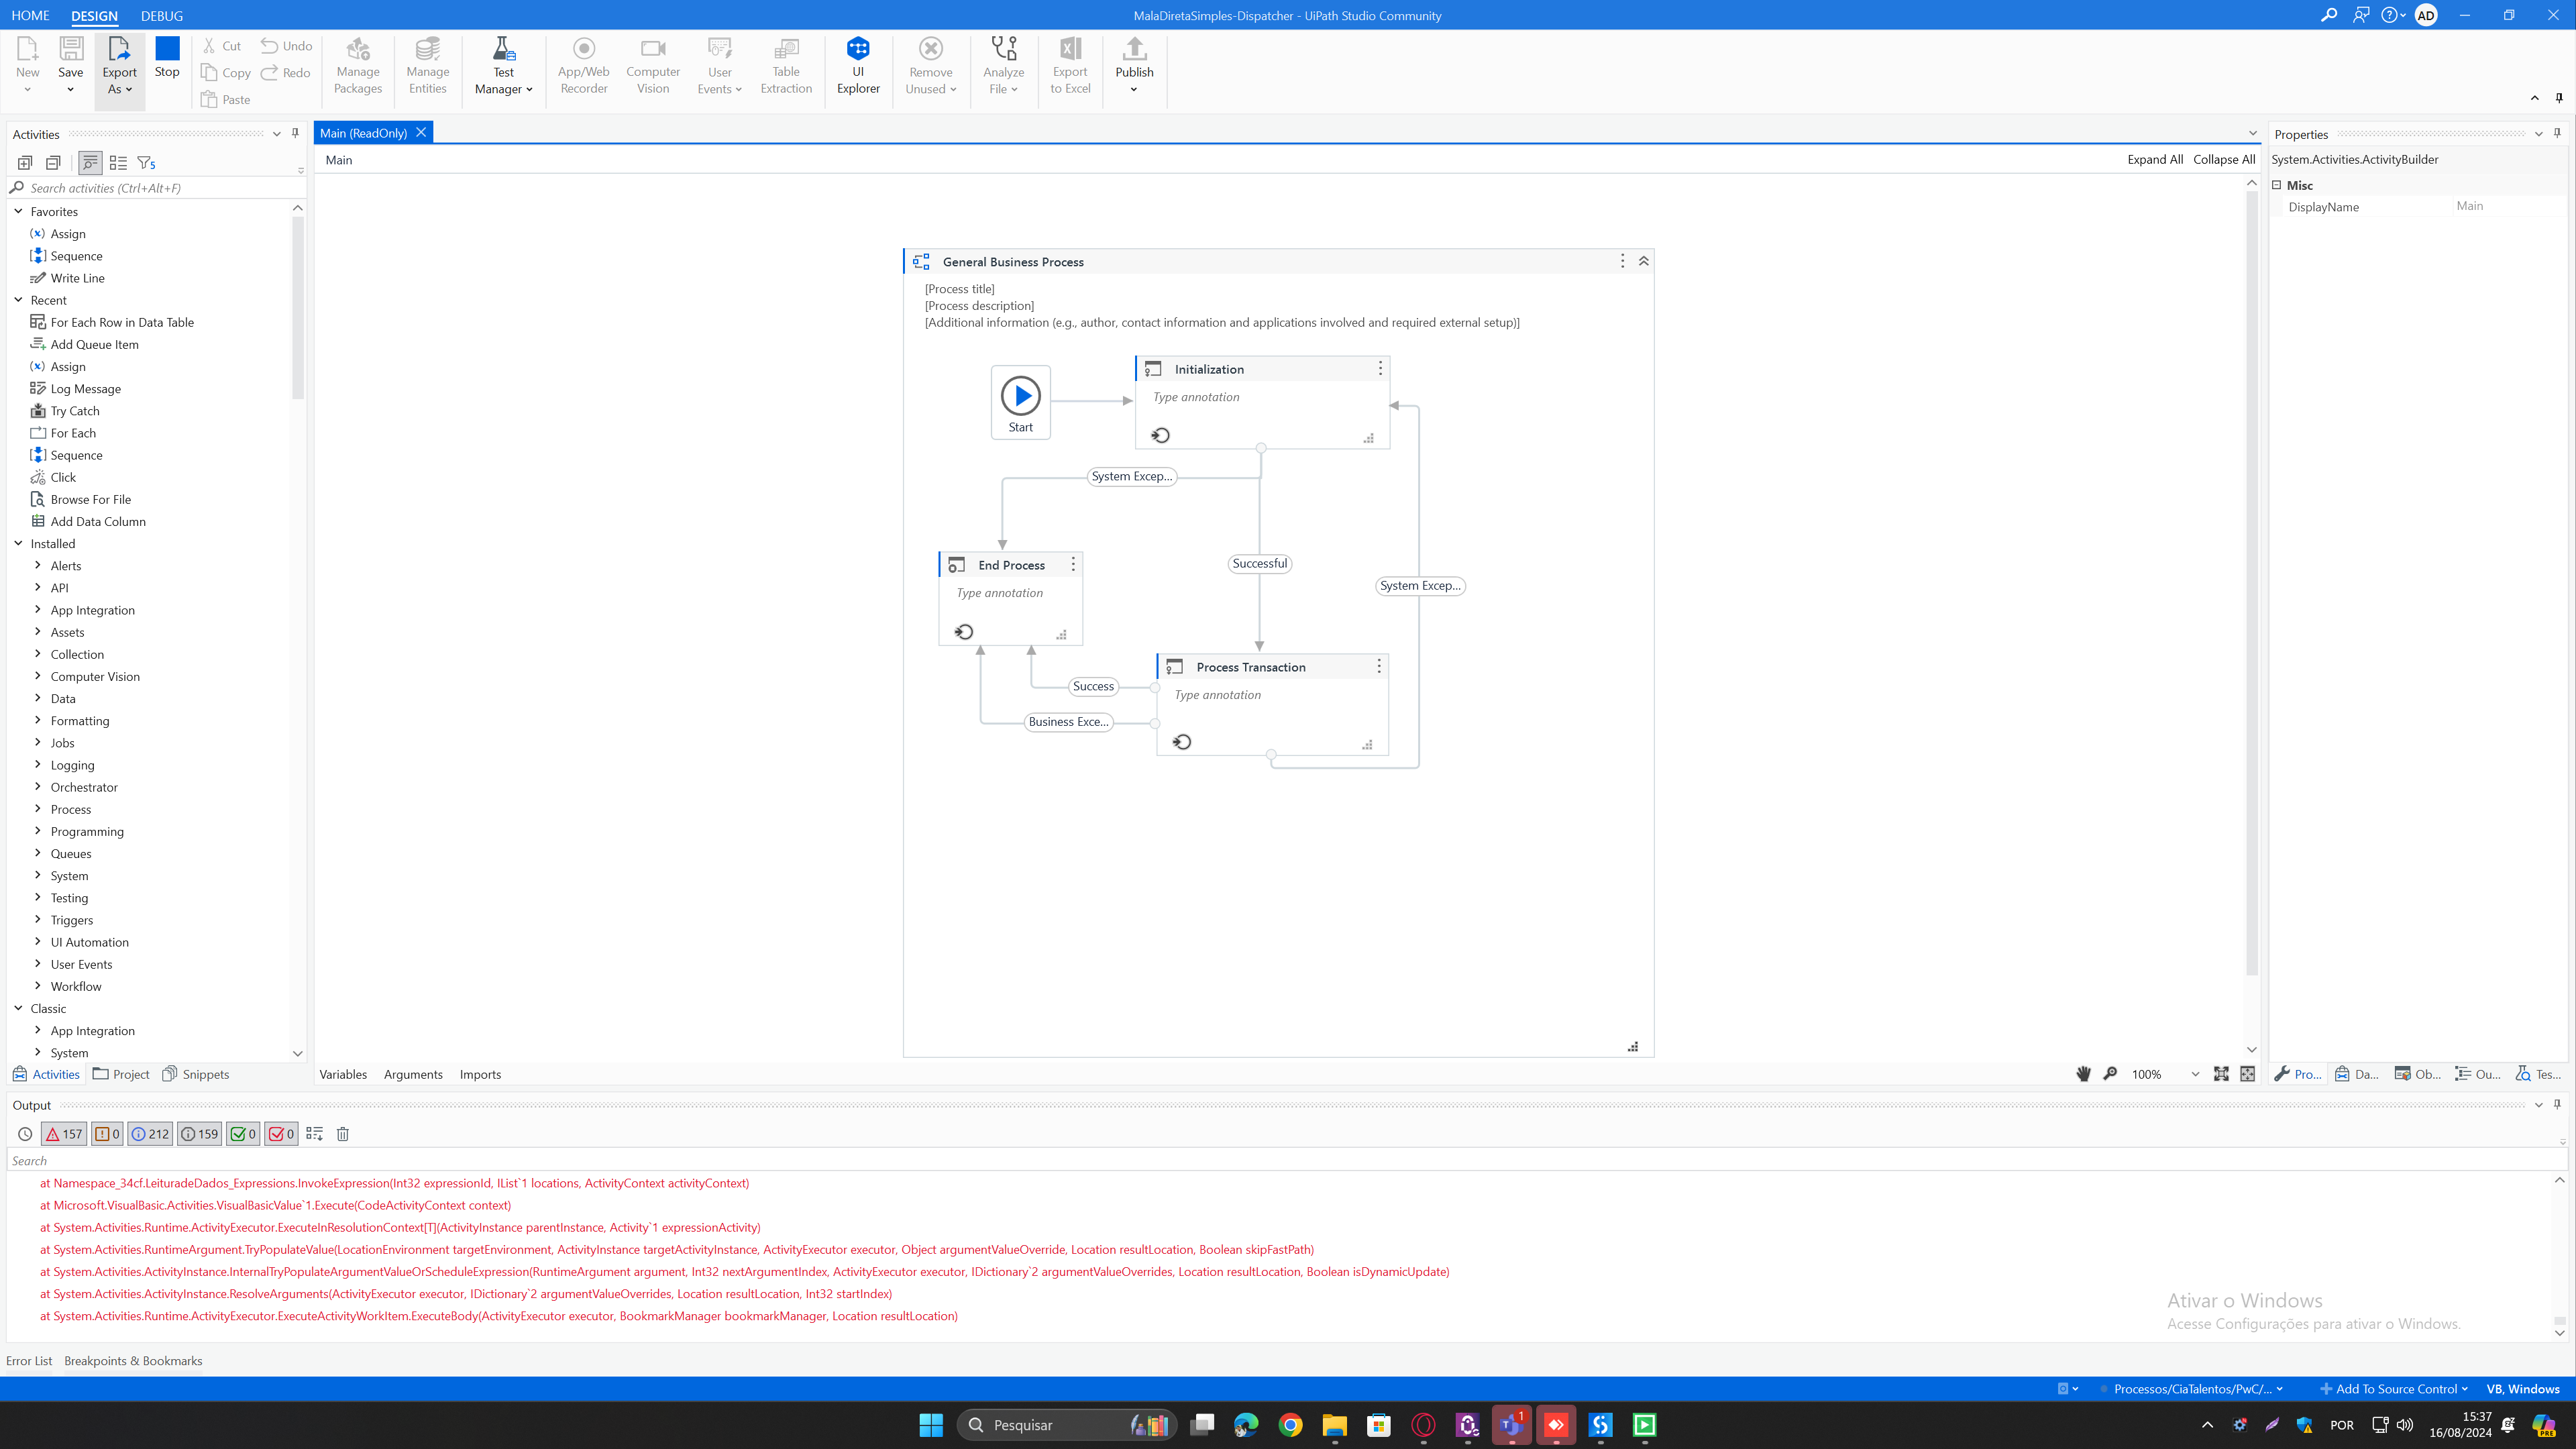 HOME DESIGN DEBUG
MalaDiretaSimples-Dispatcher - UiPath Studio Community
AD
New
Save
Export As
Stop
Cut
Copy
Paste
Undo
Redo
Manage Packages
Manage Entities
Test Manager
App/Web Recorder
Computer Vision
User Events
Table Extraction
UI Explorer
Remove Unused
Analyze File
Export to Excel
Publish
Activities
5
Search activities (Ctrl+Alt+F)
Favorites
Assign
Sequence
Write Line
Recent
For Each Row in Data Table
Add Queue Item
Assign
Log Message
Try Catch
For Each
Sequence
Click
Browse For File
Add Data Column
Installed
Alerts
API
App Integration
Assets
Collection
Computer Vision
Data
Formatting
Jobs
Logging
Orchestrator
Process
Programming
Queues
System
Testing
Triggers
UI Automation
User Events
Workflow
Classic
App Integration
System
Activities Project Snippets
Main (ReadOnly)
Main
Expand All Collapse All
General Business Process
[Process title]
[Process description]
[Additional information (e.g., author, contact information and applications involved and required external setup)]
Start
Initialization
Type annotation
System Excep...
Successful
System Excep...
End Process
Type annotation
Process Transaction
Type annotation
Success
Business Exce...
Variables Arguments Imports
100%
Properties
System.Activities.ActivityBuilder
Misc
DisplayName Main
Pro... Da... Ob... Ou... Tes...
Output
157 0 212 159 0 0
Search
at Namespace_34cf.LeituradeDados_Expressions.InvokeExpression(Int32 expressionId, IList`1 locations, ActivityContext activityContext)
at Microsoft.VisualBasic.Activities.VisualBasicValue`1.Execute(CodeActivityContext context)
at System.Activities.Runtime.ActivityExecutor.ExecuteInResolutionContext[T](ActivityInstance parentInstance, Activity`1 expressionActivity)
at System.Activities.RuntimeArgument.TryPopulateValue(LocationEnvironment targetEnvironment, ActivityInstance targetActivityInstance, ActivityExecutor executor, Object argumentValueOverride, Location resultLocation, Boolean skipFastPath)
at System.Activities.ActivityInstance.InternalTryPopulateArgumentValueOrScheduleExpression(RuntimeArgument argument, Int32 nextArgumentIndex, ActivityExecutor executor, IDictionary`2 argumentValueOverrides, Location resultLocation, Boolean isDynamicUpdate)
at System.Activities.ActivityInstance.ResolveArguments(ActivityExecutor executor, IDictionary`2 argumentValueOverrides, Location resultLocation, Int32 startIndex)
at System.Activities.Runtime.ActivityExecutor.ExecuteActivityWorkItem.ExecuteBody(ActivityExecutor executor, BookmarkManager bookmarkManager, Location resultLocation)
Ativar o Windows
Acesse Configurações para ativar o Windows.
Error List Breakpoints & Bookmarks
Processos/CiaTalentos/PwC/... Add To Source Control VB, Windows
Pesquisar
1
POR
15:37
16/08/2024
PRE